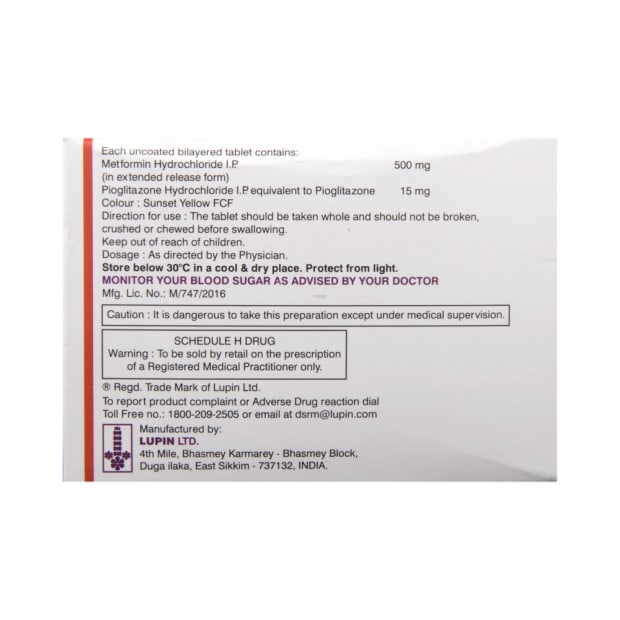 Each uncoated bilayered tablet contains:
Metformin Hydrochloride I.P. 500 mg
(in extended release form)
Pioglitazone Hydrochloride I.P. equivalent to Pioglitazone 15 mg
Colour : Sunset Yellow FCF
Direction for use : The tablet should be taken whole and should not be broken,
crushed or chewed before swallowing.
Keep out of reach of children.
Dosage : As directed by the Physician.
Store below 30°C in a cool & dry place. Protect from light.
MONITOR YOUR BLOOD SUGAR AS ADVISED BY YOUR DOCTOR
Mfg. Lic. No.: M/747/2016
Caution : It is dangerous to take this preparation except under medical supervision.
SCHEDULE H DRUG
Warning : To be sold by retail on the prescription
of a Registered Medical Practitioner only.
® Regd. Trade Mark of Lupin Ltd.
To report product complaint or Adverse Drug reaction dial
Toll Free no.: 1800-209-2505 or email at dsrm@lupin.com
Manufactured by:
LUPIN LTD.
4th Mile, Bhasmey Karmarey - Bhasmey Block,
Duga ilaka, East Sikkim - 737132, INDIA.